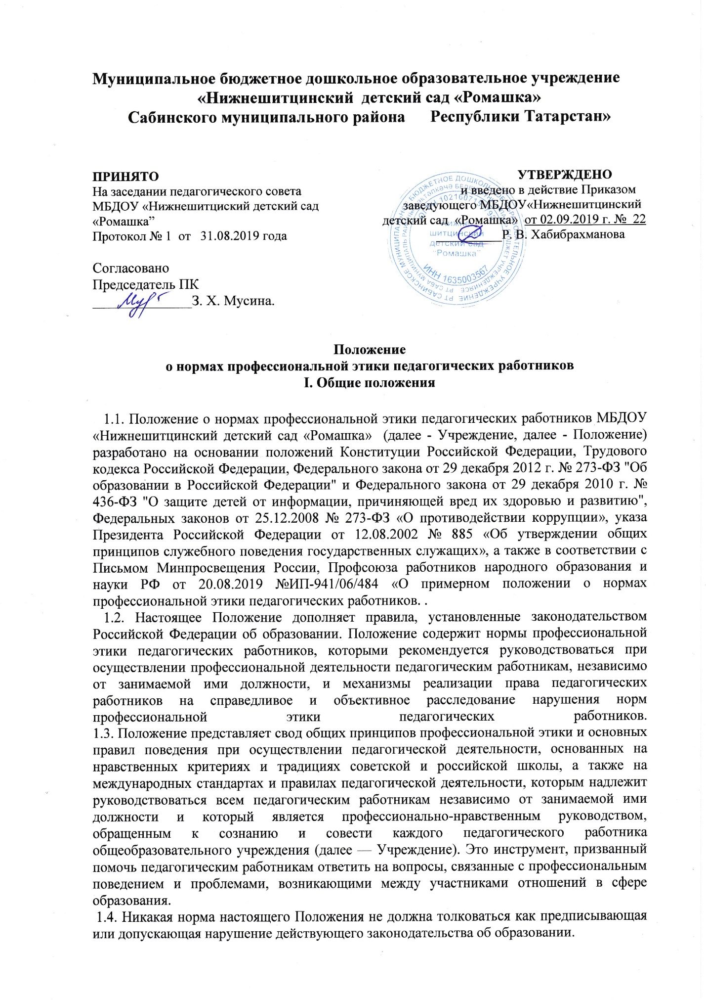 Муниципальное бюджетное дошкольное образовательное учреждение
«Нижнешитцинский детский сад «Ромашка»
Сабинского муниципального района Республики Татарстан»
ПРИНЯТО
На заседании педагогического совета
МБДОУ «Нижнешитциский детский сад
«Ромашка”
Протокол № 1 от 31.08.2019 года
Согласовано
Председатель ПК
______________З. Х. Мусина.
УТВЕРЖДЕНО
и введено в действие Приказом
заведующего МБДОУ«Нижнешитцинский
детский сад «Ромашка» от 02.09.2019 г. № 22
__________Р. В. Хабибрахманова
Нижне
шитцинский
детский сад
"Ромашка"
ИНН 1635003567
Положение
о нормах профессиональной этики педагогических работников
I. Общие положения
1.1. Положение о нормах профессиональной этики педагогических работников МБДОУ
«Нижнешитцинский детский сад «Ромашка» (далее - Учреждение, далее - Положение)
разработано на основании положений Конституции Российской Федерации, Трудового
кодекса Российской Федерации, Федерального закона от 29 декабря 2012 г. № 273-ФЗ "Об
образовании в Российской Федерации" и Федерального закона от 29 декабря 2010 г. №
436-ФЗ "О защите детей от информации, причиняющей вред их здоровью и развитию",
Федеральных законов от 25.12.2008 № 273-ФЗ «О противодействии коррупции», указа
Президента Российской Федерации от 12.08.2002 № 885 «Об утверждении общих
принципов служебного поведения государственных служащих», а также в соответствии с
Письмом Минпросвещения России, Профсоюза работников народного образования и
науки РФ от 20.08.2019 №ИП-941/06/484 «О примерном положении о нормах
профессиональной этики педагогических работников. .
1.2. Настоящее Положение дополняет правила, установленные законодательством
Российской Федерации об образовании. Положение содержит нормы профессиональной
этики педагогических работников, которыми рекомендуется руководствоваться при
осуществлении профессиональной деятельности педагогическим работникам, независимо
от занимаемой ими должности, и механизмы реализации права педагогических
работников на справедливое и объективное расследование нарушения норм
профессиональной этики педагогических работников.
1.3. Положение представляет свод общих принципов профессиональной этики и основных
правил поведения при осуществлении педагогической деятельности, основанных на
нравственных критериях и традициях советской и российской школы, а также на
международных стандартах и правилах педагогической деятельности, которым надлежит
руководствоваться всем педагогическим работникам независимо от занимаемой ими
должности и который является профессионально-нравственным руководством,
обращенным к сознанию и совести каждого педагогического работника
общеобразовательного учреждения (далее — Учреждение). Это инструмент, призванный
помочь педагогическим работникам ответить на вопросы, связанные с профессиональным
поведением и проблемами, возникающими между участниками отношений в сфере
образования.
1.4. Никакая норма настоящего Положения не должна толковаться как предписывающая
или допускающая нарушение действующего законодательства об образовании.